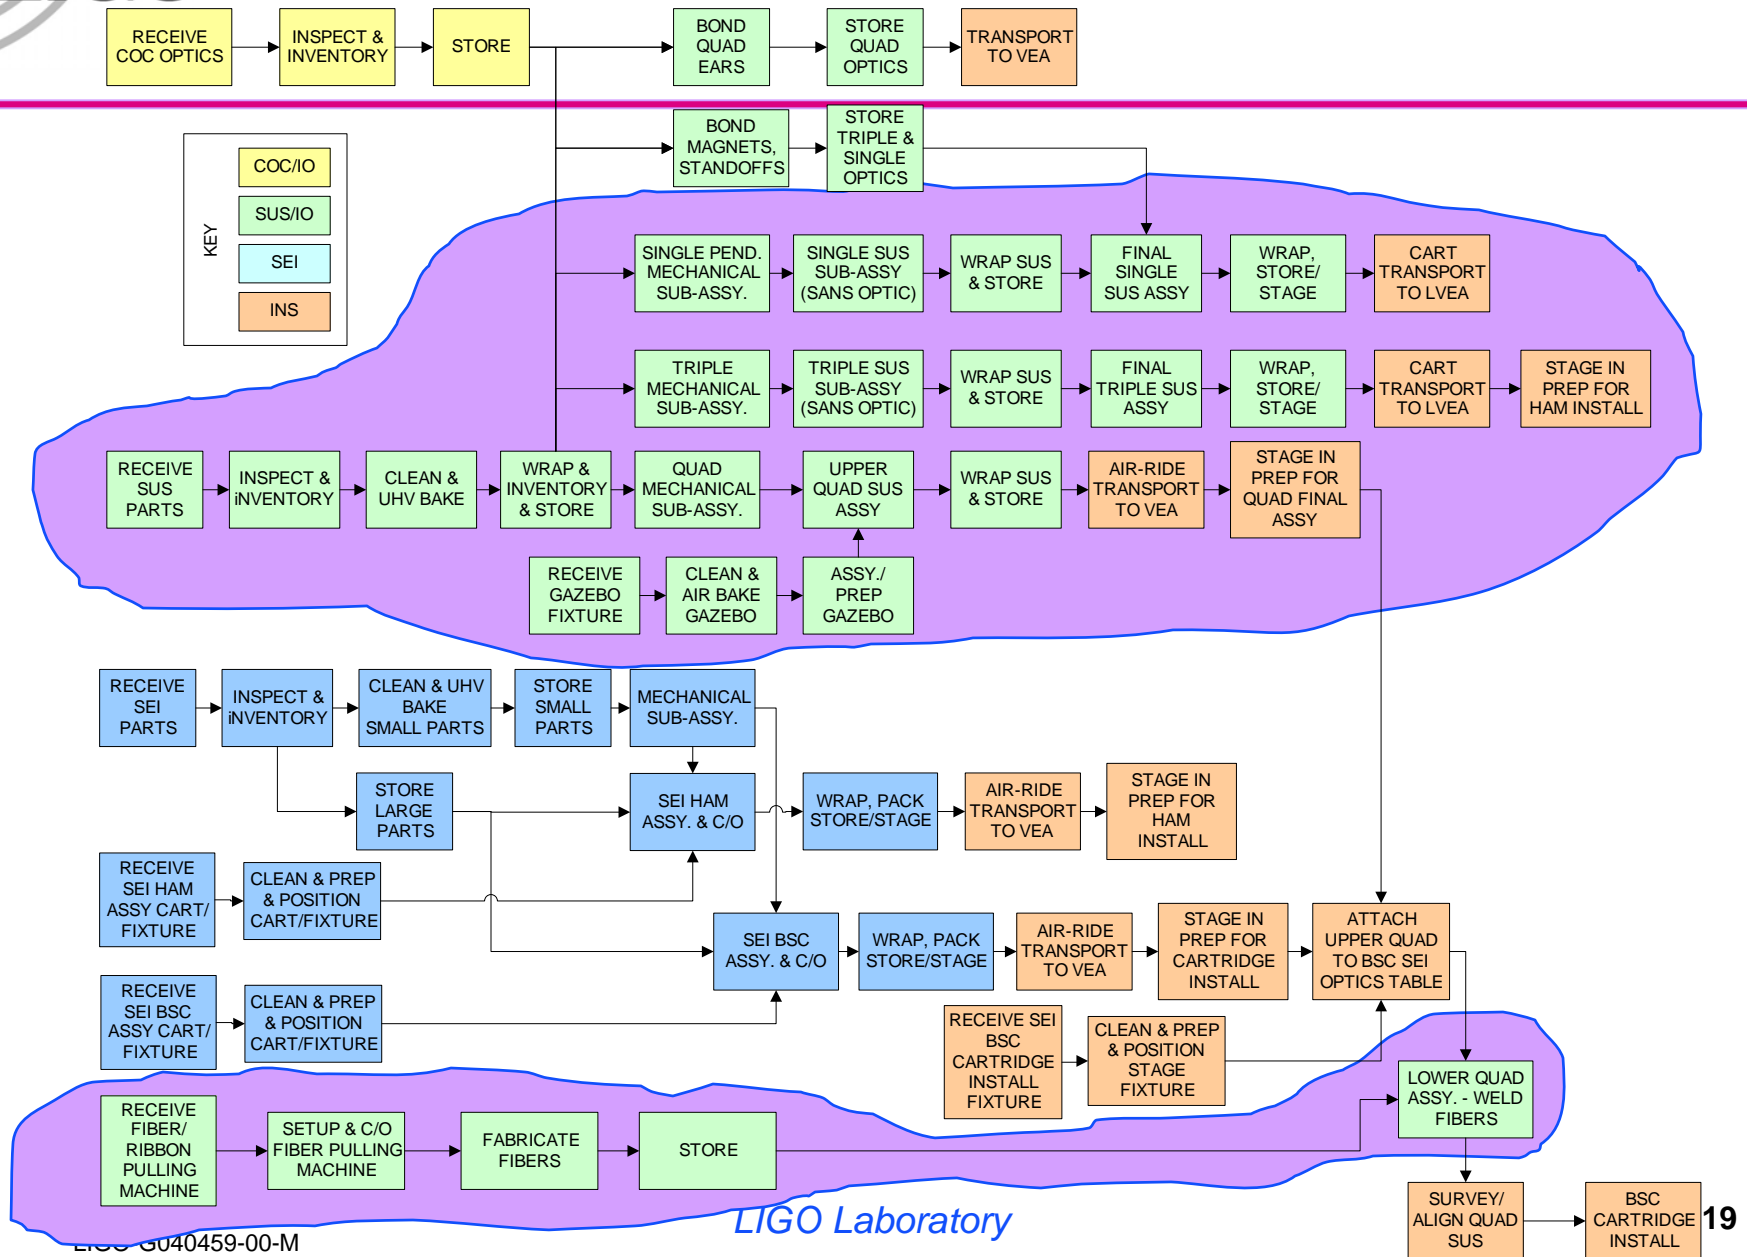 RECEIVE
COC OPTICS
INSPECT &
INVENTORY
STORE
BOND
QUAD
EARS
STORE
QUAD
OPTICS
TRANSPORT
TO VEA
BOND
MAGNETS,
STANDOFFS
STORE
TRIPLE &
SINGLE
OPTICS
KEY
COC/IO
SUS/IO
SEI
INS
SINGLE PEND.
MECHANICAL
SUB-ASSY.
SINGLE SUS
SUB-ASSY
(SANS OPTIC)
WRAP SUS
& STORE
FINAL
SINGLE
SUS ASSY
WRAP,
STORE/
STAGE
CART
TRANSPORT
TO LVEA
TRIPLE
MECHANICAL
SUB-ASSY.
TRIPLE SUS
SUB-ASSY
(SANS OPTIC)
WRAP SUS
& STORE
FINAL
TRIPLE SUS
ASSY
WRAP,
STORE/
STAGE
CART
TRANSPORT
TO LVEA
STAGE IN
PREP FOR
HAM INSTALL
RECEIVE
SUS
PARTS
INSPECT &
iNVENTORY
CLEAN &
UHV BAKE
WRAP &
INVENTORY
& STORE
QUAD
MECHANICAL
SUB-ASSY.
UPPER
QUAD SUS
ASSY
WRAP SUS
& STORE
AIR-RIDE
TRANSPORT
TO VEA
STAGE IN
PREP FOR
QUAD FINAL
ASSY
RECEIVE
GAZEBO
FIXTURE
CLEAN &
AIR BAKE
GAZEBO
ASSY./
PREP
GAZEBO
RECEIVE
SEI
PARTS
INSPECT &
iNVENTORY
CLEAN & UHV
BAKE
SMALL PARTS
STORE
SMALL
PARTS
MECHANICAL
SUB-ASSY.
STORE
LARGE
PARTS
SEI HAM
ASSY. & C/O
WRAP, PACK
STORE/STAGE
AIR-RIDE
TRANSPORT
TO VEA
STAGE IN
PREP FOR
HAM
INSTALL
RECEIVE
SEI HAM
ASSY CART/
FIXTURE
CLEAN & PREP
& POSITION
CART/FIXTURE
SEI BSC
ASSY. & C/O
WRAP, PACK
STORE/STAGE
AIR-RIDE
TRANSPORT
TO VEA
STAGE IN
PREP FOR
CARTRIDGE
INSTALL
ATTACH
UPPER QUAD
TO BSC SEI
OPTICS TABLE
RECEIVE
SEI BSC
ASSY CART/
FIXTURE
CLEAN & PREP
& POSITION
CART/FIXTURE
RECEIVE SEI
BSC
CARTRIDGE
INSTALL
FIXTURE
CLEAN & PREP
& POSITION
STAGE
FIXTURE
LOWER QUAD
ASSY. - WELD
FIBERS
RECEIVE
FIBER/
RIBBON
PULLING
MACHINE
SETUP & C/O
FIBER PULLING
MACHINE
FABRICATE
FIBERS
STORE
SURVEY/
ALIGN QUAD
SUS
BSC
CARTRIDGE
INSTALL
LIGO-G040459-00-M
LIGO Laboratory
19